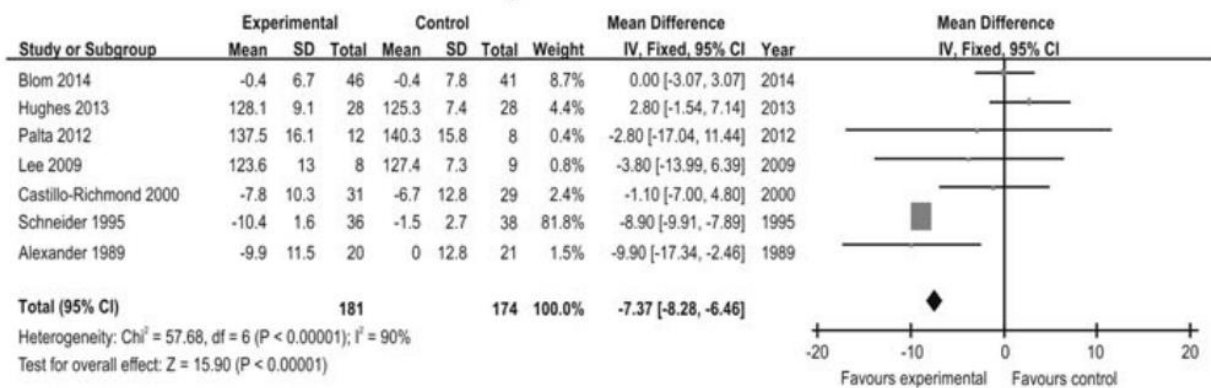 Experimental Control Mean Difference Mean Difference
Study or Subgroup Mean SD Total Mean SD Total Weight IV, Fixed, 95% CI Year IV, Fixed, 95% CI
Blom 2014 -0.4 6.7 46 -0.4 7.8 41 8.7% 0.00 [-3.07, 3.07] 2014
Hughes 2013 128.1 9.1 28 125.3 7.4 28 4.4% 2.80 [-1.54, 7.14] 2013
Palta 2012 137.5 16.1 12 140.3 15.8 8 0.4% -2.80 [-17.04, 11.44] 2012
Lee 2009 123.6 13 8 127.4 7.3 9 0.8% -3.80 [-13.99, 6.39] 2009
Castillo-Richmond 2000 -7.8 10.3 31 -6.7 12.8 29 2.4% -1.10 [-7.00, 4.80] 2000
Schneider 1995 -10.4 1.6 36 -1.5 2.7 38 81.8% -8.90 [-9.91, -7.89] 1995
Alexander 1989 -9.9 11.5 20 0 12.8 21 1.5% -9.90 [-17.34, -2.46] 1989
Total (95% CI) 181 174 100.0% -7.37 [-8.28, -6.46]
Heterogeneity: Chi² = 57.68, df = 6 (P < 0.00001); I² = 90%
Test for overall effect: Z = 15.90 (P < 0.00001)
-20 -10 0 10 20
Favours experimental Favours control